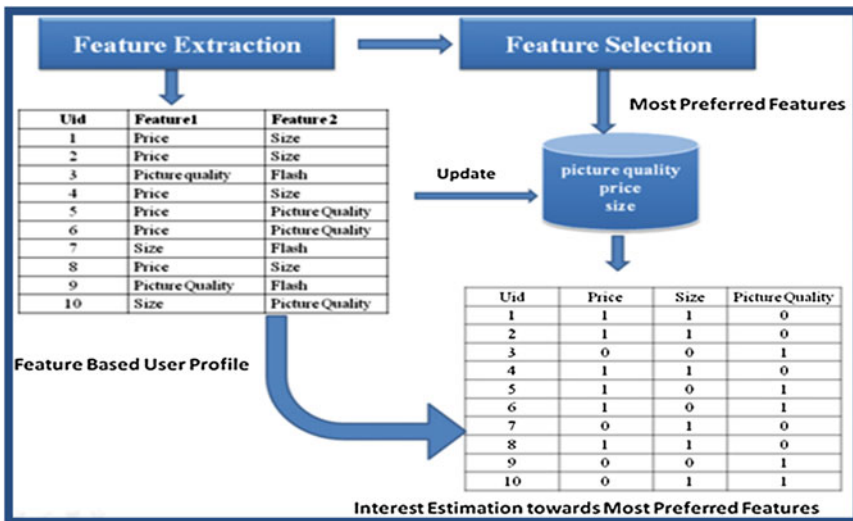 Feature Extraction
Feature Selection
Most Preferred Features
Uid Feature1 Feature2
1 Price Size
2 Price Size
3 Picture quality Flash
4 Price Size
5 Price Picture Quality
6 Price Picture Quality
7 Size Flash
8 Price Size
9 Picture Quality Flash
10 Size Picture Quality
Update
picture quality
price
size
Feature Based User Profile
Uid Price Size Picture Quality
1 1 1 0
2 1 1 0
3 0 0 1
4 1 1 0
5 1 0 1
6 1 0 1
7 0 1 0
8 1 1 0
9 0 0 1
10 0 1 1
Interest Estimation towards Most Preferred Features